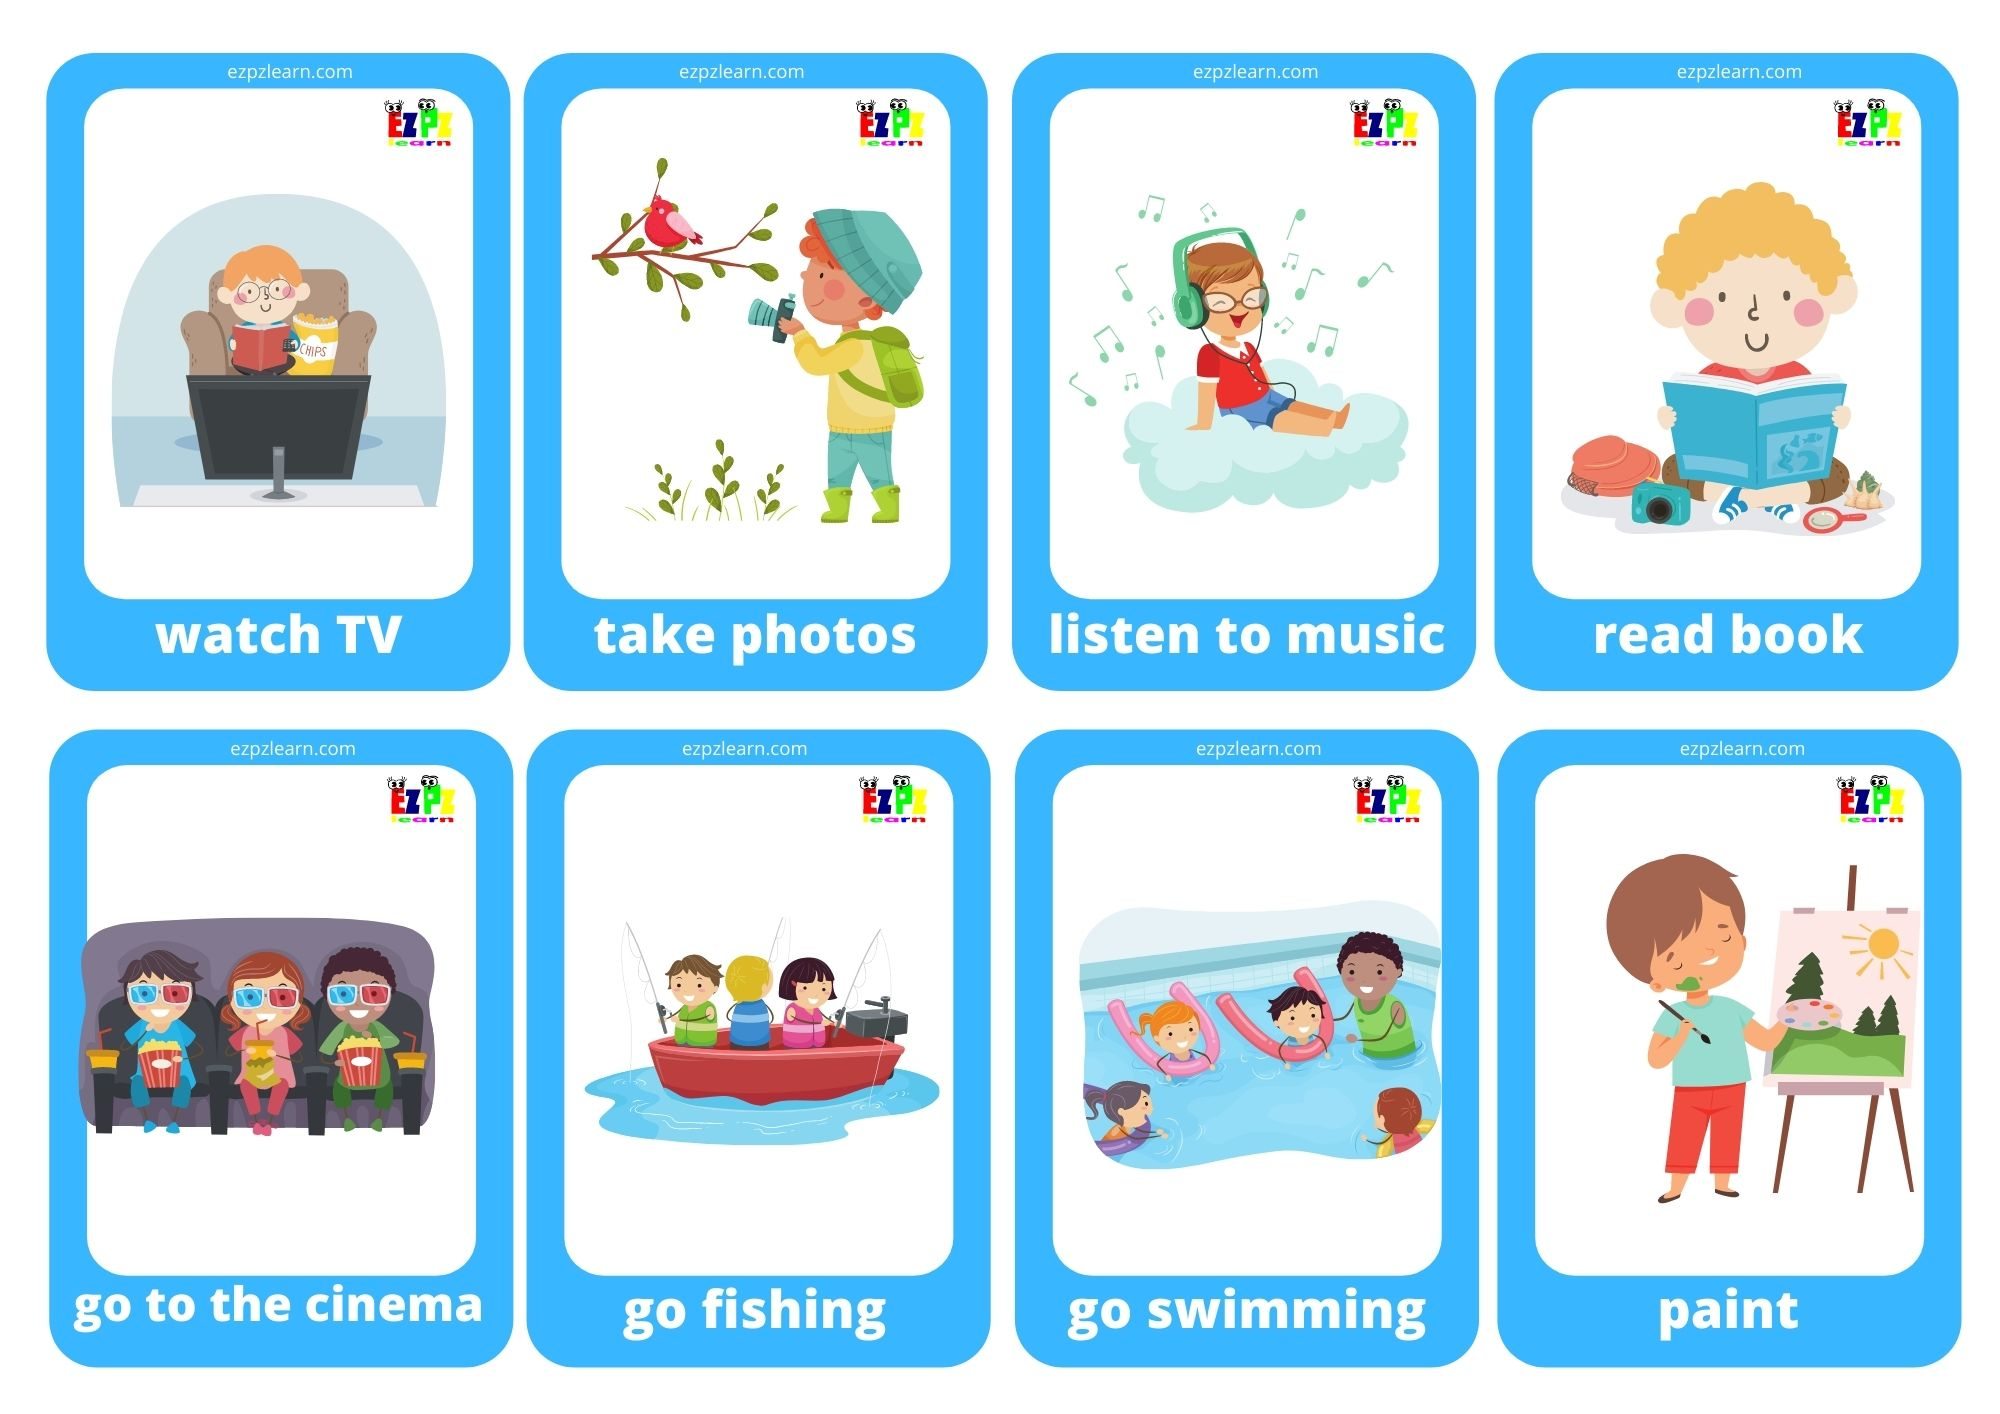 ezpzlearn.com
EZPZ
learn
CHIPS
watch TV
ezpzlearn.com
EZPZ
learn
take photos
ezpzlearn.com
EZPZ
learn
listen to music
ezpzlearn.com
EZPZ
learn
read book
ezpzlearn.com
EZPZ
learn
go to the cinema
ezpzlearn.com
EZPZ
learn
go fishing
ezpzlearn.com
EZPZ
learn
go swimming
ezpzlearn.com
EZPZ
learn
paint